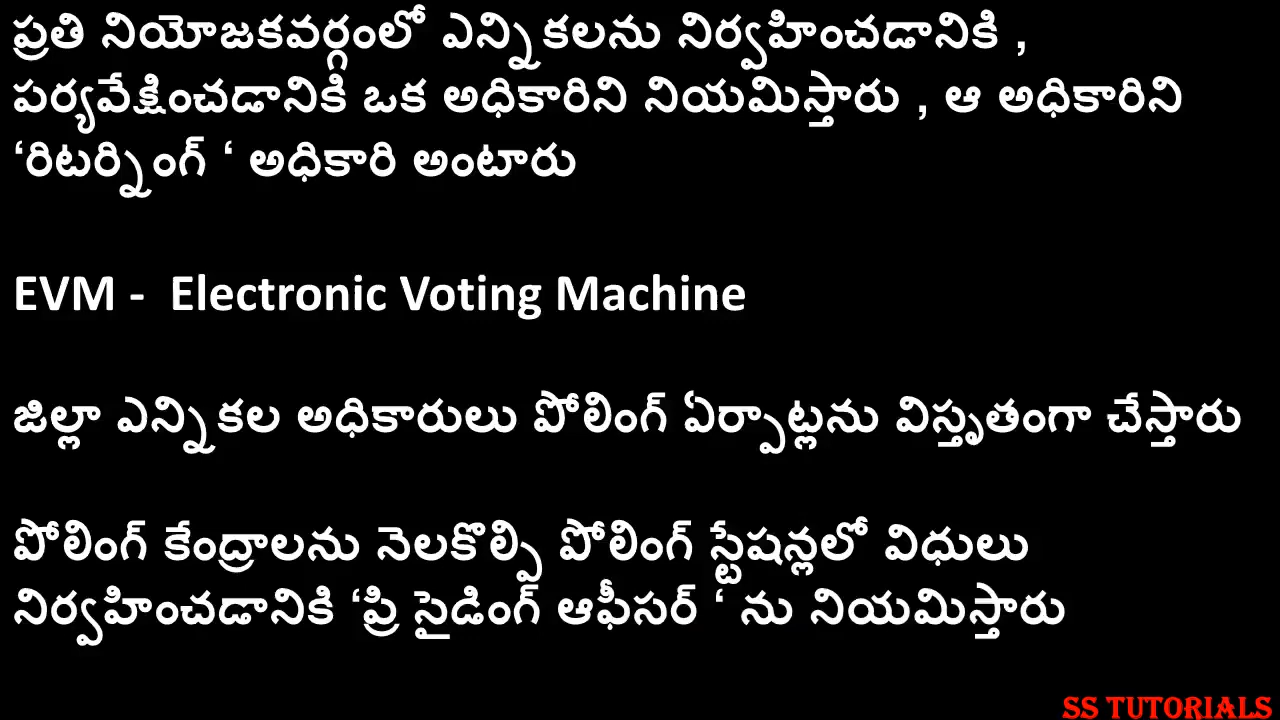 ప్రతి నియోజకవర్గంలో ఎన్నికలను నిర్వహించడానికి ,
పర్యవేక్షించడానికి ఒక అధికారిని నియమిస్తారు , ఆ అధికారిని
‘రిటర్నింగ్ ‘ అధికారి అంటారు
EVM - Electronic Voting Machine
జిల్లా ఎన్నికల అధికారులు పోలింగ్ ఏర్పాట్లను విస్తృతంగా చేస్తారు
పోలింగ్ కేంద్రాలను నెలకొల్పి పోలింగ్ స్టేషన్లలో విధులు
నిర్వహించడానికి ‘ప్రి సైడింగ్ ఆఫీసర్ ‘ ను నియమిస్తారు
SS TUTORIALS